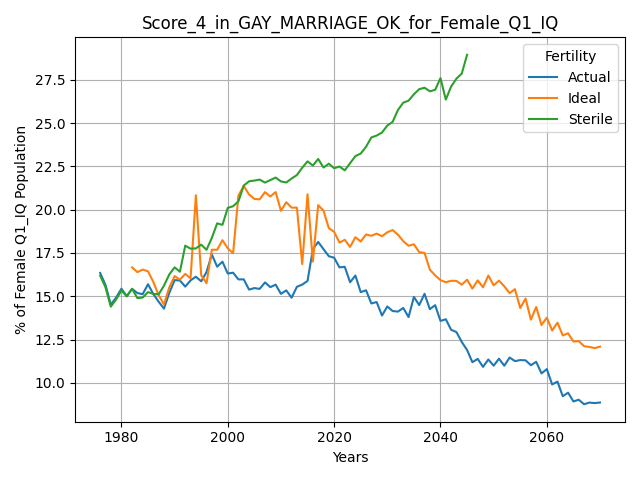 Score_4_in_GAY_MARRIAGE_OK_for_Female_Q1_IQ
% of Female Q1_IQ Population
27.5
25.0
22.5
20.0
17.5
15.0
12.5
10.0
Fertility
Actual
Ideal
Sterile
1980
2000
2020
2040
2060
Years